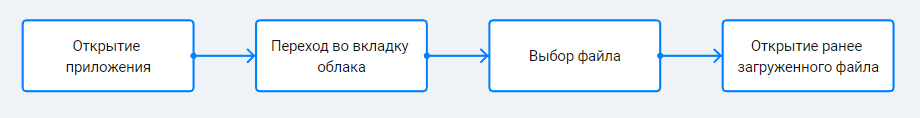 Открытие
приложения
Переход во вкладку
облака
Выбор файла
Открытие ранее
загруженного файла